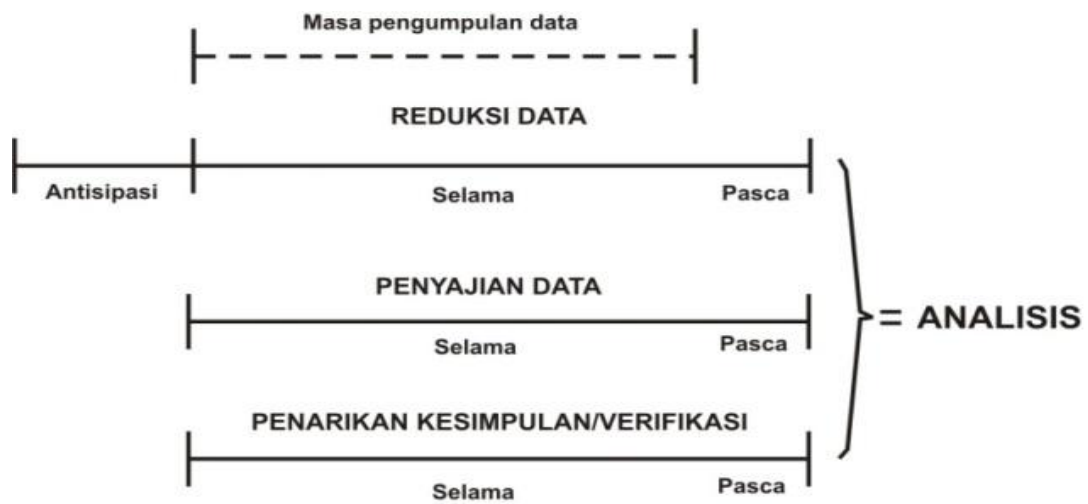 Masa pengumpulan data
REDUKSI DATA
Antisipasi Selama Pasca
PENYAJIAN DATA
Selama Pasca
= ANALISIS
PENARIKAN KESIMPULAN/VERIFIKASI
Selama Pasca